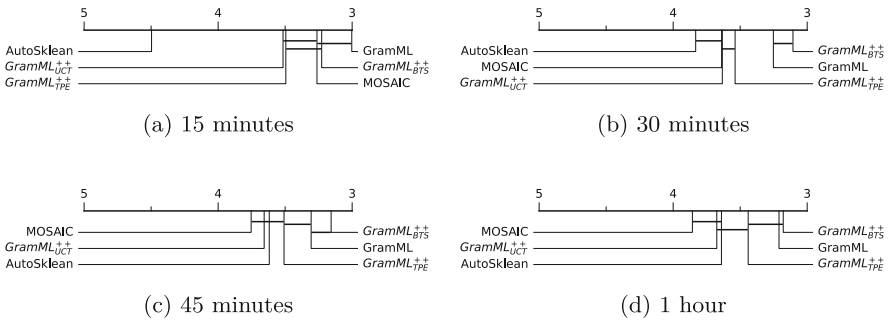 5 4 3
AutoSklean GramML
GramML++UCT GramML++BTS
GramML++TPE MOSAIC
(a) 15 minutes
5 4 3
AutoSklean GramML++BTS
MOSAIC GramML
GramML++UCT GramML++TPE
(b) 30 minutes
5 4 3
MOSAIC GramML++BTS
GramML++UCT GramML
AutoSklean GramML++TPE
(c) 45 minutes
5 4 3
MOSAIC GramML++BTS
GramML++UCT GramML
AutoSklean GramML++TPE
(d) 1 hour